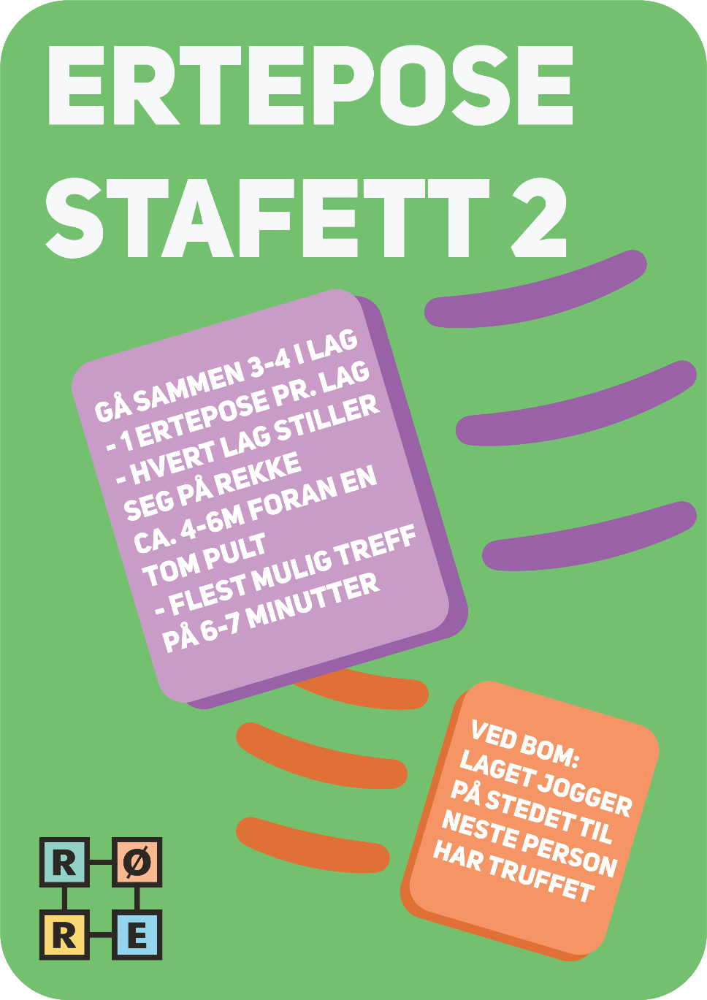 ERTEPOSE
STAFETT 2
GÅ SAMMEN 3-4 I LAG
- 1 ERTEPOSE PR. LAG
- HVERT LAG STILLER
SEG PÅ REKKE
CA. 4-6M FORAN EN
TOM PULT
- FLEST MULIG TREFF
PÅ 6-7 MINUTTER
VED BOM:
LAGET JOGGER
PÅ STEDET TIL
NESTE PERSON
HAR TRUFFET
R Ø
R E